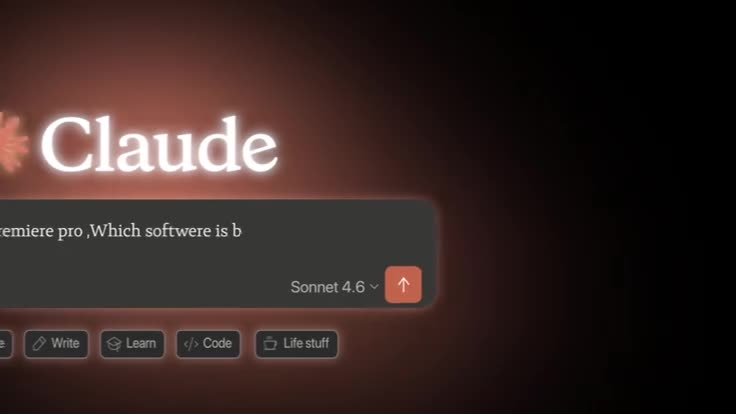 Claude
remiere pro ,Which softwere is b
Sonnet 4.6
e Write Learn Code Life stuff